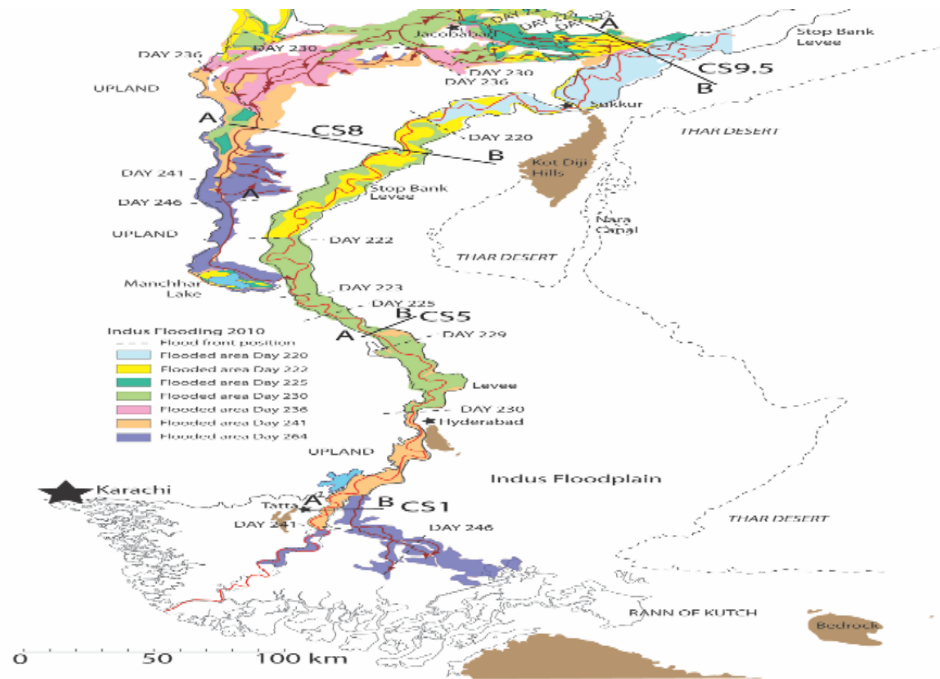 DAY 222
A
Jacobabad
Stop Bank
Levee
DAY 236
DAY 230
CS9.5
DAY 230
DAY 236
B
UPLAND
Sukkur
A
CS8
DAY 220
THAR DESERT
B
Kot Diji
Hills
DAY 241
A
Stop Bank
Levee
DAY 246
Nara
Canal
UPLAND
DAY 222
THAR DESERT
Manchhar
Lake
DAY 223
DAY 225
B
CS5
A
DAY 229
Indus Flooding 2010
Flood front position
Flooded area Day 220
Flooded area Day 222
Flooded area Day 225
Flooded area Day 230
Flooded area Day 236
Flooded area Day 241
Flooded area Day 264
Levee
DAY 230
Hyderabad
UPLAND
Indus Floodplain
Karachi
A
B
CS1
Tatta
DAY 241
DAY 246
THAR DESERT
RANN OF KUTCH
Bedrock
0 50 100 km